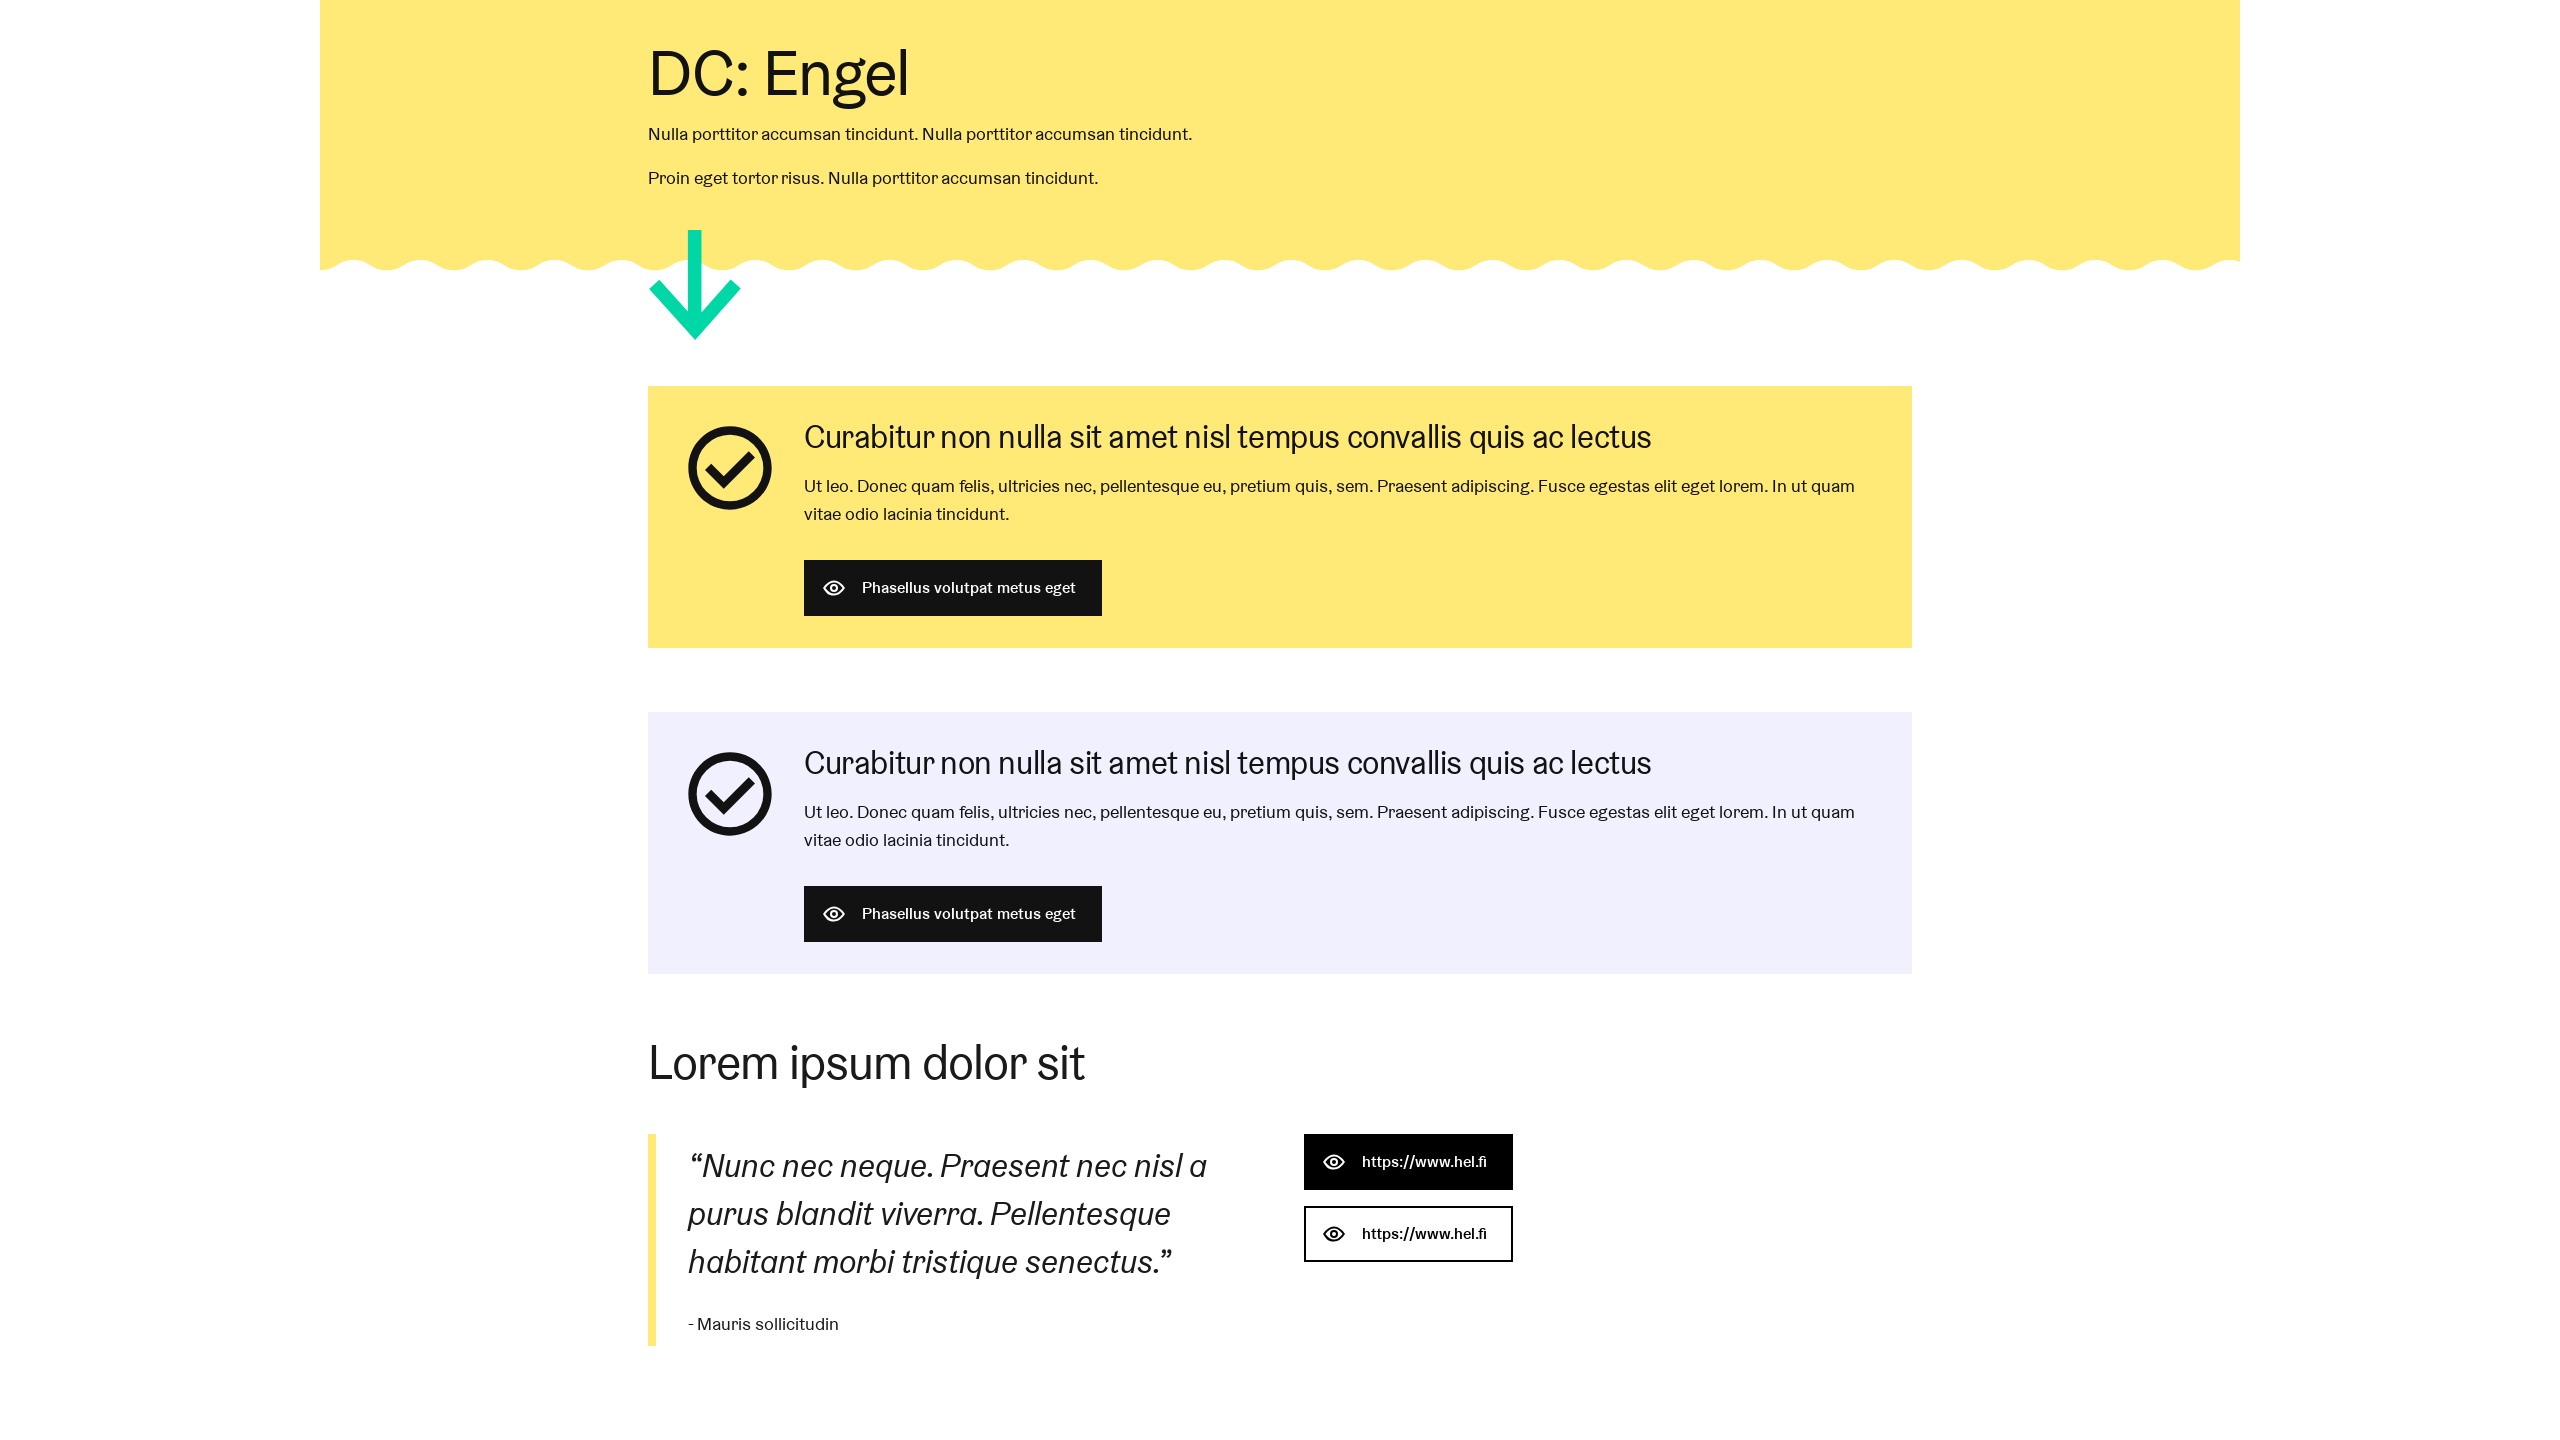 DC: Engel
Nulla porttitor accumsan tincidunt. Nulla porttitor accumsan tincidunt.
Proin eget tortor risus. Nulla porttitor accumsan tincidunt.
Curabitur non nulla sit amet nisl tempus convallis quis ac lectus
Ut leo. Donec quam felis, ultricies nec, pellentesque eu, pretium quis, sem. Praesent adipiscing. Fusce egestas elit eget lorem. In ut quam
vitae odio lacinia tincidunt.
Phasellus volutpat metus eget
Curabitur non nulla sit amet nisl tempus convallis quis ac lectus
Ut leo. Donec quam felis, ultricies nec, pellentesque eu, pretium quis, sem. Praesent adipiscing. Fusce egestas elit eget lorem. In ut quam
vitae odio lacinia tincidunt.
Phasellus volutpat metus eget
Lorem ipsum dolor sit
“Nunc nec neque. Praesent nec nisl a
purus blandit viverra. Pellentesque
habitant morbi tristique senectus.”
- Mauris sollicitudin
https://www.hel.fi
https://www.hel.fi